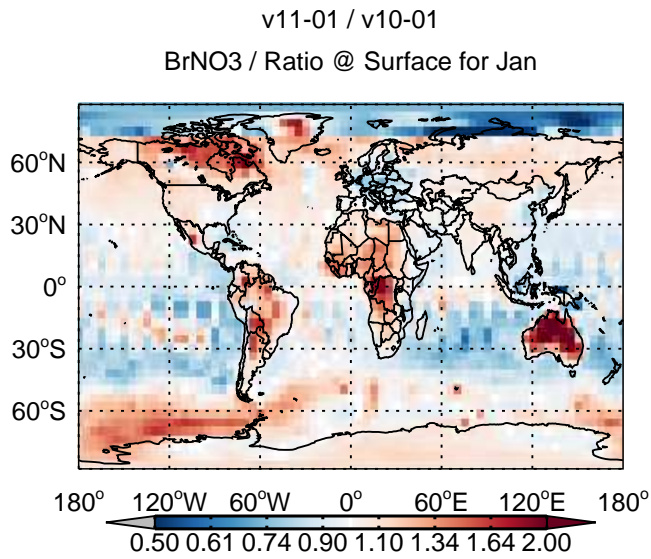 v11-01 / v10-01
BrNO3 / Ratio @ Surface for Jan
60°N
30°N
0°
30°S
60°S
180° 120°W 60°W 0° 60°E 120°E 180°
0.50 0.61 0.74 0.90 1.10 1.34 1.64 2.00